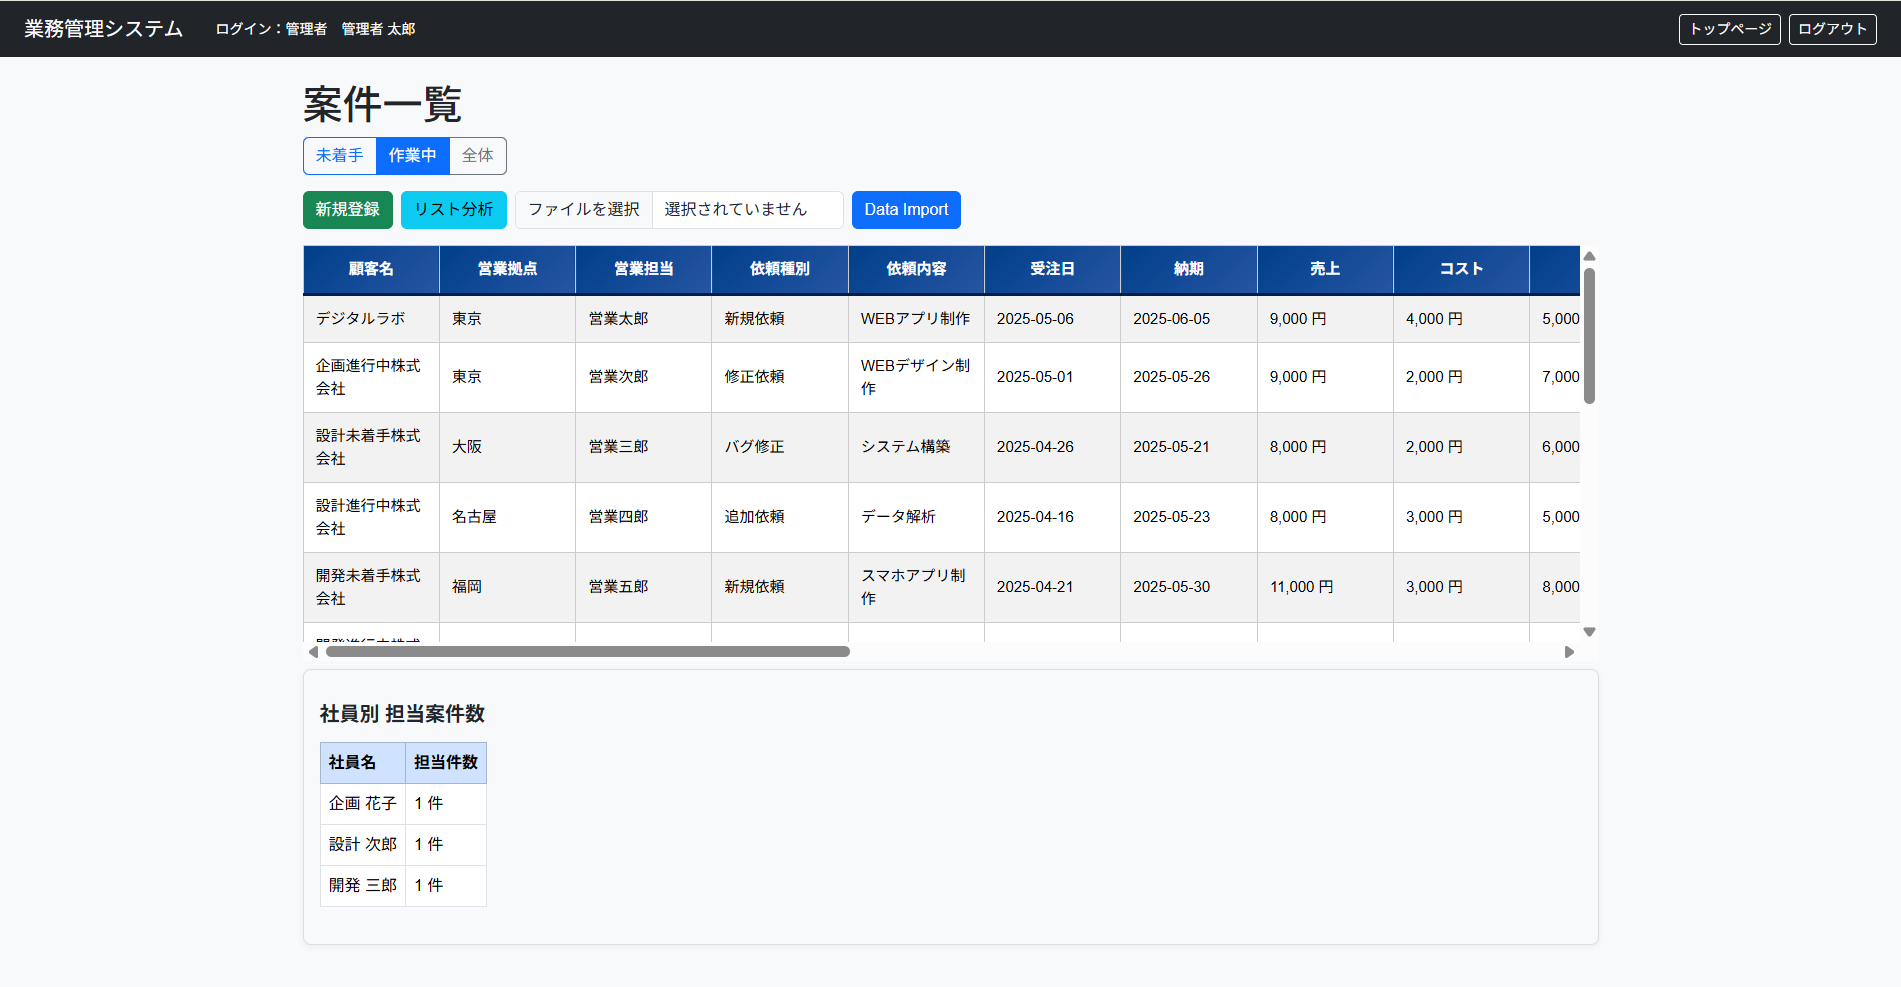 業務管理システム ログイン：管理者 管理者 太郎 トップページ ログアウト
案件一覧
未着手 作業中 全体
新規登録 リスト分析 ファイルを選択 選択されていません Data Import
顧客名 営業拠点 営業担当 依頼種別 依頼内容 受注日 納期 売上 コスト
デジタルラボ 東京 営業太郎 新規依頼 WEBアプリ制作 2025-05-06 2025-06-05 9,000 円 4,000 円 5,000
企画進行中株式
会社 東京 営業次郎 修正依頼 WEBデザイン制
作 2025-05-01 2025-05-26 9,000 円 2,000 円 7,000
設計未着手株式
会社 大阪 営業三郎 バグ修正 システム構築 2025-04-26 2025-05-21 8,000 円 2,000 円 6,000
設計進行中株式
会社 名古屋 営業四郎 追加依頼 データ解析 2025-04-16 2025-05-23 8,000 円 3,000 円 5,000
開発未着手株式
会社 福岡 営業五郎 新規依頼 スマホアプリ制
作 2025-04-21 2025-05-30 11,000 円 3,000 円 8,000
社員別 担当案件数
社員名 担当件数
企画 花子 1 件
設計 次郎 1 件
開発 三郎 1 件